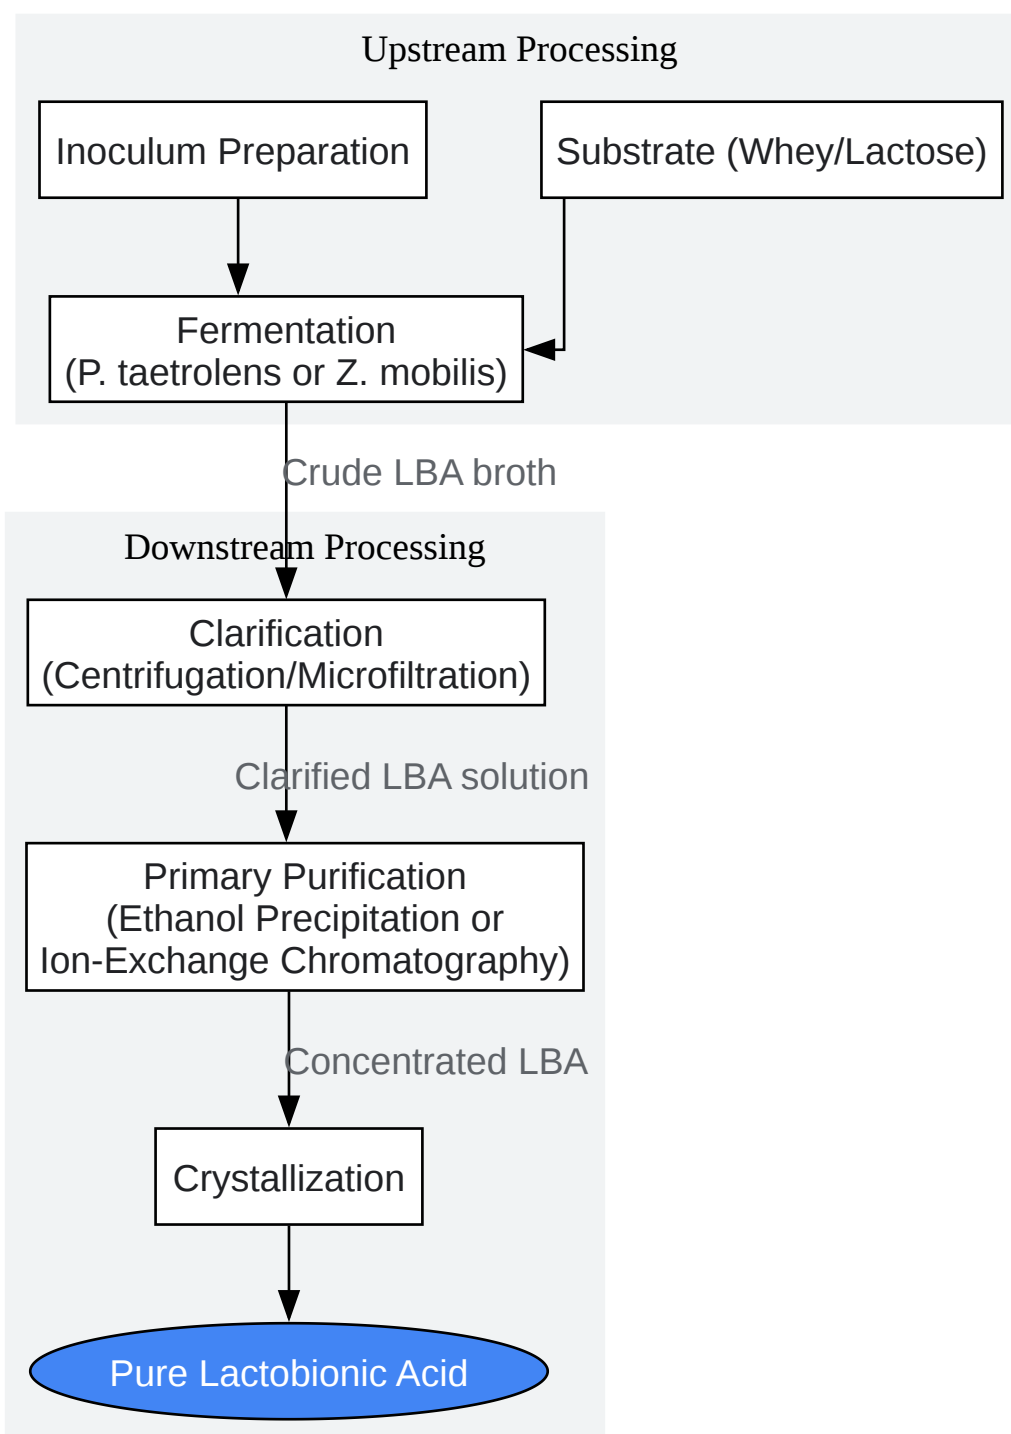 Upstream Processing
Inoculum Preparation
Substrate (Whey/Lactose)
Fermentation
(P. taetrolens or Z. mobilis)
Crude LBA broth
Downstream Processing
Clarification
(Centrifugation/Microfiltration)
Clarified LBA solution
Primary Purification
(Ethanol Precipitation or
Ion-Exchange Chromatography)
Concentrated LBA
Crystallization
Pure Lactobionic Acid